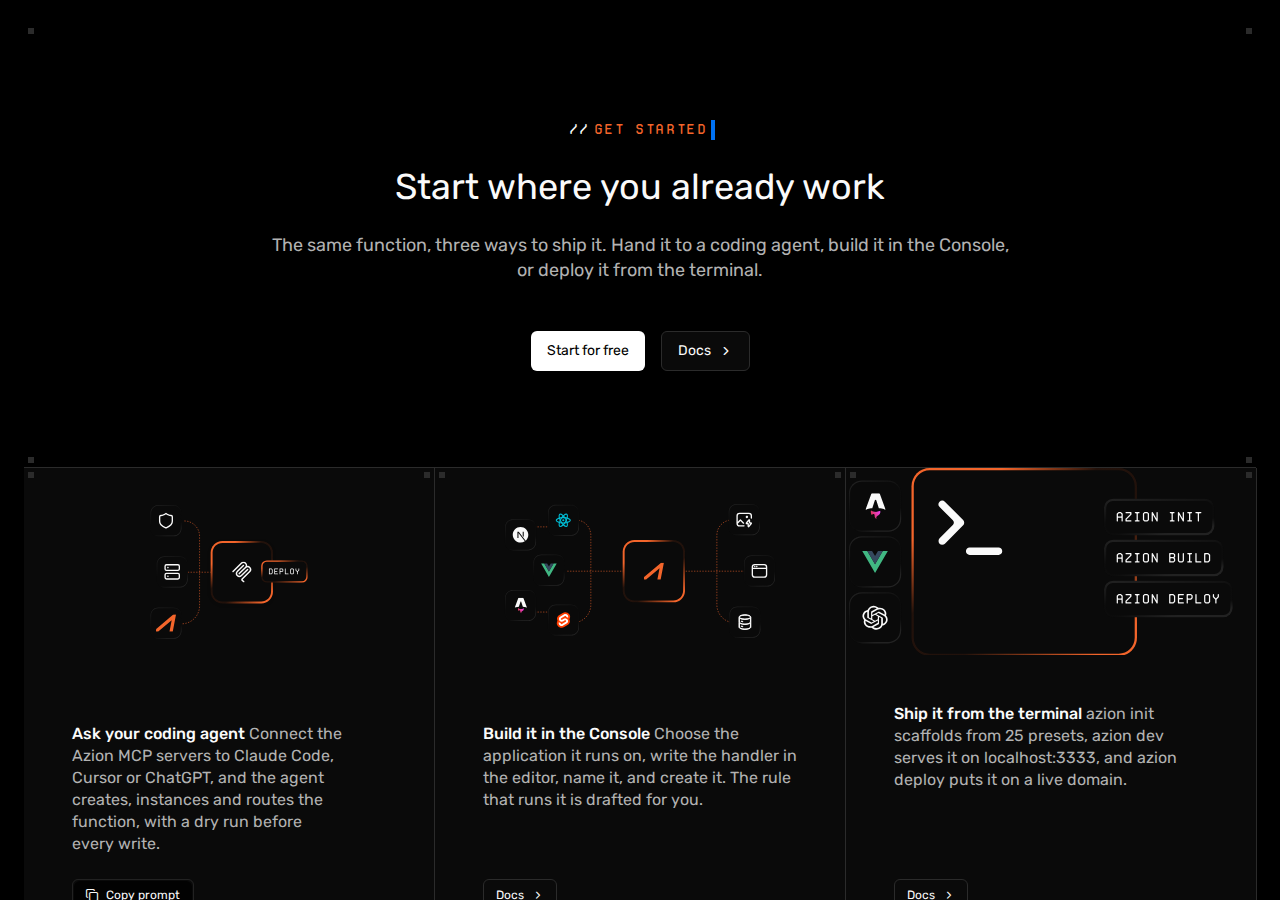 // GET STARTED
Start where you already work
The same function, three ways to ship it. Hand it to a coding agent, build it in the Console,
or deploy it from the terminal.
Start for free
Docs
DEPLOY
AZION INIT
AZION BUILD
AZION DEPLOY
Ask your coding agent Connect the
Azion MCP servers to Claude Code,
Cursor or ChatGPT, and the agent
creates, instances and routes the
function, with a dry run before
every write.
Copy prompt
Build it in the Console Choose the
application it runs on, write the handler in
the editor, name it, and create it. The rule
that runs it is drafted for you.
Docs
Ship it from the terminal azion init
scaffolds from 25 presets, azion dev
serves it on localhost:3333, and azion
deploy puts it on a live domain.
Docs